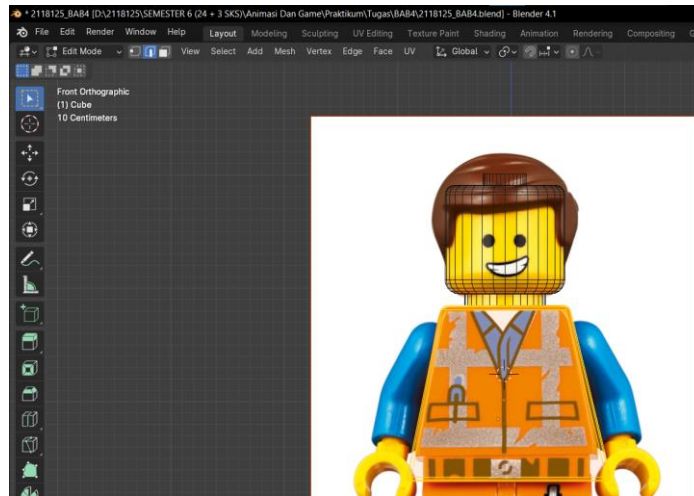 * 2118125_BAB4 [D:\2118125\SEMESTER 6 (24 + 3 SKS)\Animasi Dan Game\Praktikum\Tugas\BAB4\2118125_BAB4.blend] - Blender 4.1
File Edit Render Window Help Layout Modeling Sculpting UV Editing Texture Paint Shading Animation Rendering Compositing
Edit Mode View Select Add Mesh Vertex Edge Face UV Global
Front Orthographic
(1) Cube
10 Centimeters